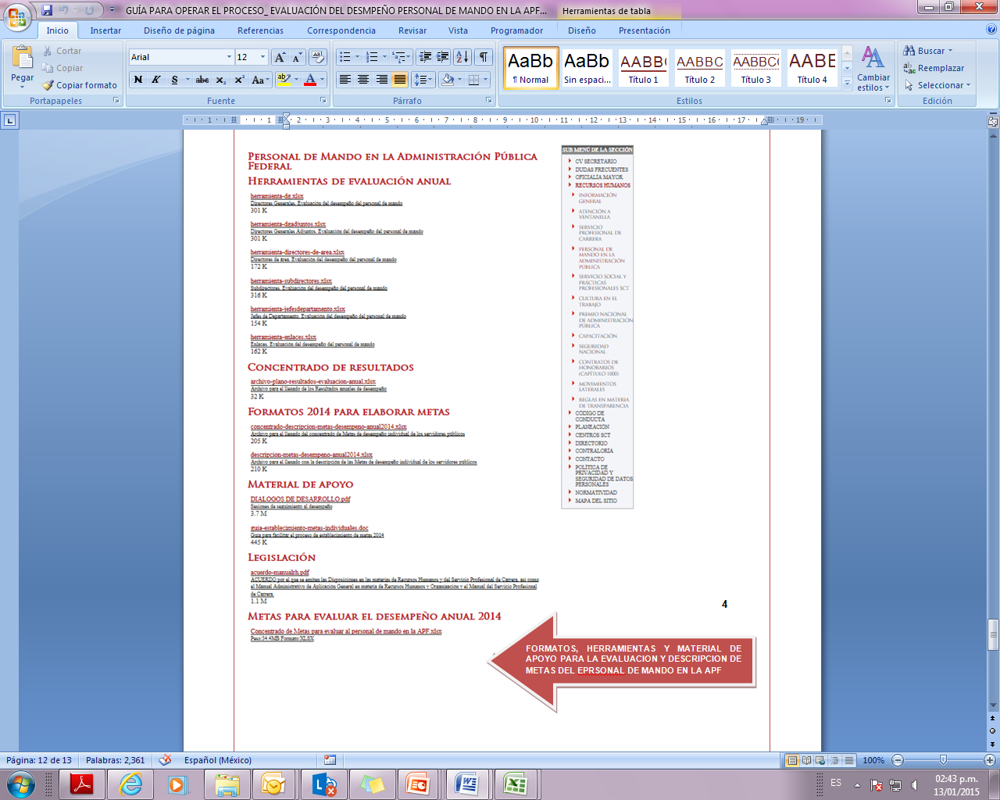 GUÍA PARA OPERAR EL PROCESO_ EVALUACIÓN DEL DESMPEÑO PERSONAL DE MANDO EN LA APF...
Herramientas de tabla
Inicio
Insertar
Diseño de página
Referencias
Correspondencia
Revisar
Vista
Programador
Diseño
Presentación
Pegar
Cortar
Copiar
Copiar formato
Portapapeles
Arial
12
N K S abc x₂ x² Aa
Fuente
Párrafo
AaBb
¶ Normal
AaBb
Sin espaci...
AABBC
Título 1
AABBC
Título 2
AABBC
Título 3
AABB
Título 4
Cambiar
estilos
Estilos
Buscar
Reemplazar
Seleccionar
Edición
1 1 2 3 4 5 6 7 8 9 10 11 12 13 14 15 16 17 19
Personal de Mando en la Administración Pública
Federal
Herramientas de evaluación anual
herramienta-dg.xlsx
Directores Generales. Evaluación del desempeño del personal de mando
301 K
herramienta-dgadjuntos.xlsx
Directores Generales Adjuntos. Evaluación del desempeño del personal de mando
301 K
herramienta-directores-de-area.xlsx
Directores de área. Evaluación del desempeño del personal de mando
172 K
herramienta-subdirectores.xlsx
Subdirectores. Evaluación del desempeño del personal de mando
316 K
herramienta-jefesdepartamento.xlsx
Jefes de Departamento. Evaluación del desempeño del personal de mando
154 K
herramienta-enlaces.xlsx
Enlaces. Evaluación del desempeño del personal de mando
162 K
Concentrado de resultados
archivo-plano-resultados-evaluacion-anual.xlsx
Archivo para el llenado de los Resultados anuales de desempeño
32 K
Formatos 2014 para elaborar metas
concentrado-descripcion-metas-desempeno-anual2014.xlsx
Archivo para el llenado del concentrado de Metas de desempeño individual de los servidores públicos
205 K
descripcion-metas-desempeno-anual2014.xlsx
Archivo para el llenado con la descripción de las Metas de desempeño individual de los servidores públicos
210 K
Material de apoyo
DIALOGOS DE DESARROLLO.pdf
Sesiones de seguimiento al desempeño
3.7 M
guia-establecimiento-metas-individuales.doc
Guía para facilitar el proceso de establecimiento de metas 2014
445 K
Legislación
acuerdo-manualrh.pdf
ACUERDO por el que se emiten las Disposiciones en las materias de Recursos Humanos y del Servicio Profesional de Carrera, así como
el Manual Administrativo de Aplicación General en materia de Recursos Humanos y Organización y el Manual del Servicio Profesional
de Carrera.
1.1 M
Metas para evaluar el desempeño anual 2014
Concentrado de Metas para evaluar al personal de mando en la APF.xlsx
Peso:34.4MB Formato:XLSX
SUB MENÚ DE LA SECCIÓN
CV SECRETARIO
DUDAS FRECUENTES
OFICIALÍA MAYOR
RECURSOS HUMANOS
INFORMACIÓN
GENERAL
ATENCIÓN A
VENTANILLA
SERVICIO
PROFESIONAL DE
CARRERA
PERSONAL DE
MANDO EN LA
ADMINISTRACIÓN
PÚBLICA
SERVICIO SOCIAL Y
PRÁCTICAS
PROFESIONALES SCT
CULTURA EN EL
TRABAJO
PREMIO NACIONAL
DE ADMINISTRACIÓN
PÚBLICA
CAPACITACIÓN
SEGURIDAD
NACIONAL
CONTRATOS DE
HONORARIOS
(CAPÍTULO 1000)
MOVIMIENTOS
LATERALES
REGLAS EN MATERIA
DE TRANSPARENCIA
CÓDIGO DE
CONDUCTA
PLANEACIÓN
CENTROS SCT
DIRECTORIO
CONTRALORÍA
CONTACTO
POLÍTICA DE
PRIVACIDAD Y
SEGURIDAD DE DATOS
PERSONALES
NORMATIVIDAD
MAPA DEL SITIO
4
FORMATOS, HERRAMIENTAS Y MATERIAL DE
APOYO PARA LA EVALUACION Y DESCRIPCION DE
METAS DEL EPRSONAL DE MANDO EN LA APF
Página: 12 de 13
Palabras: 2,361
Español (México)
100%
ES
02:43 p.m.
13/01/2015